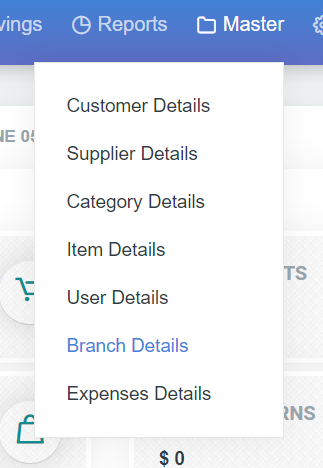 vings Reports Master
Customer Details
NE 05
Supplier Details
Category Details
Item Details
TS
User Details
Branch Details
Expenses Details
RNS
$ 0